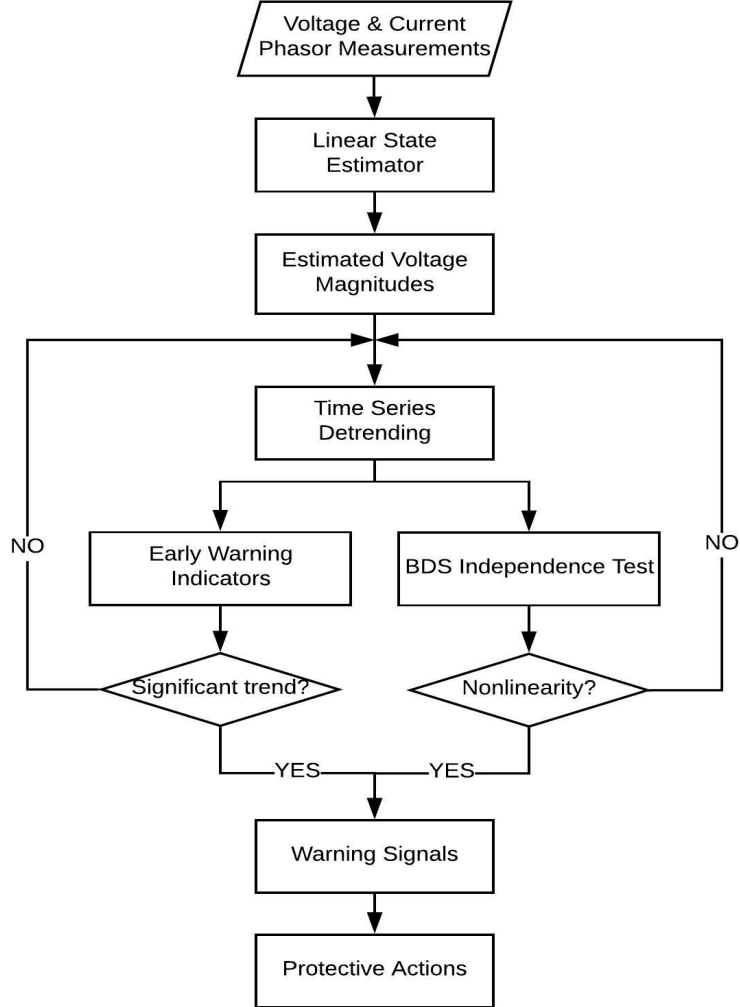 Voltage & Current
Phasor Measurements
Linear State
Estimator
Estimated Voltage
Magnitudes
Time Series
Detrending
NO
Early Warning
Indicators
BDS Independence Test
NO
Significant trend?
Nonlinearity?
YES
YES
Warning Signals
Protective Actions